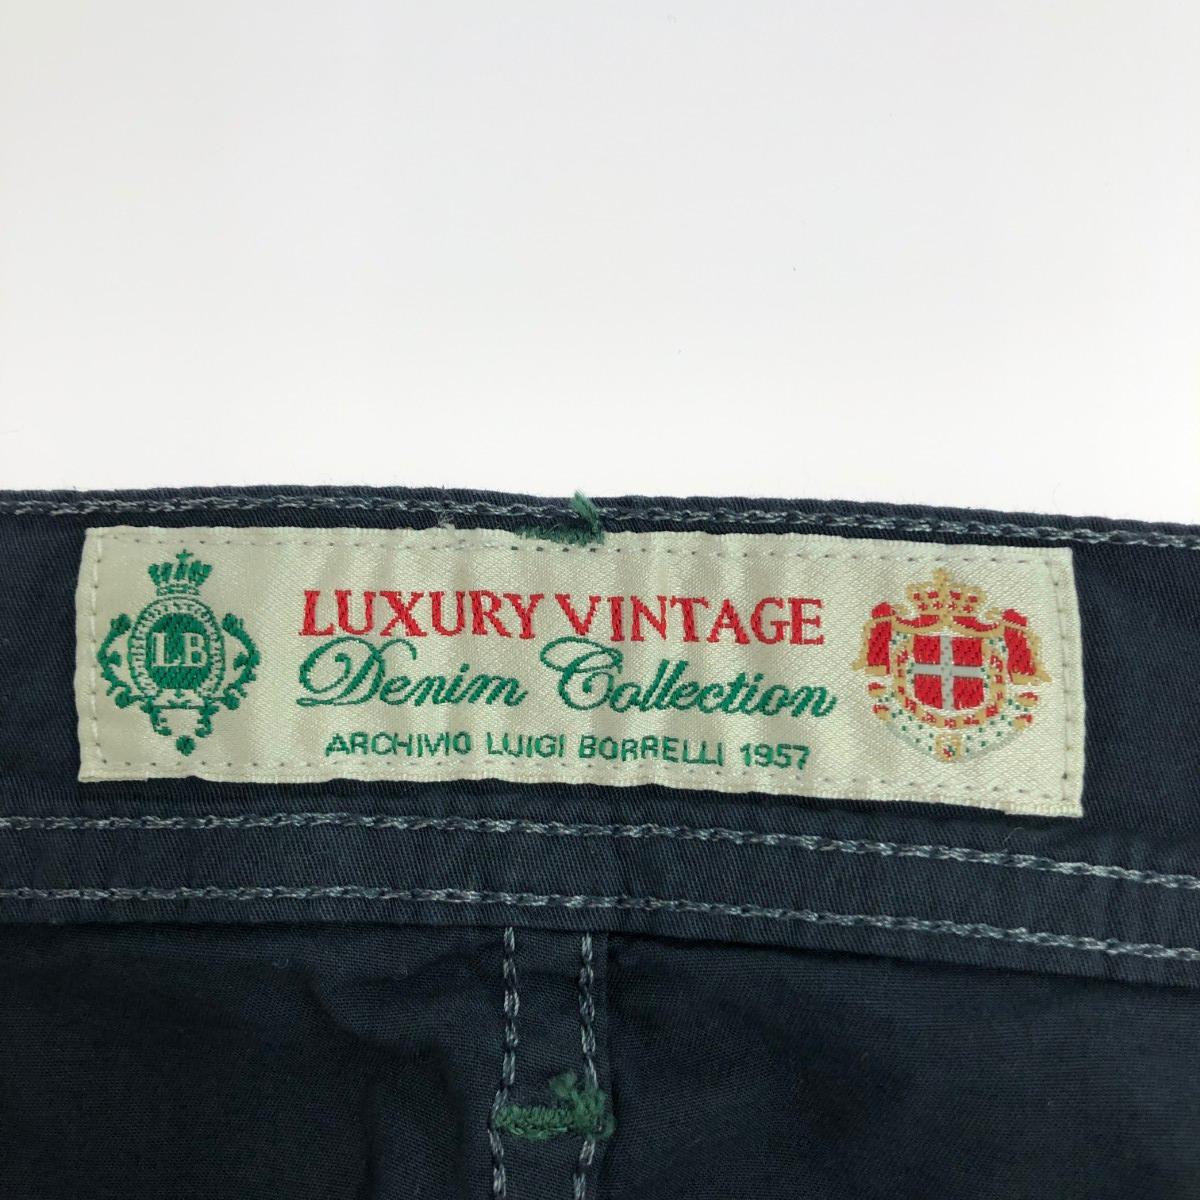 LB
LUXURY VINTAGE
Denim Collection
ARCHIVIO LUIGI BORRELLI 1957